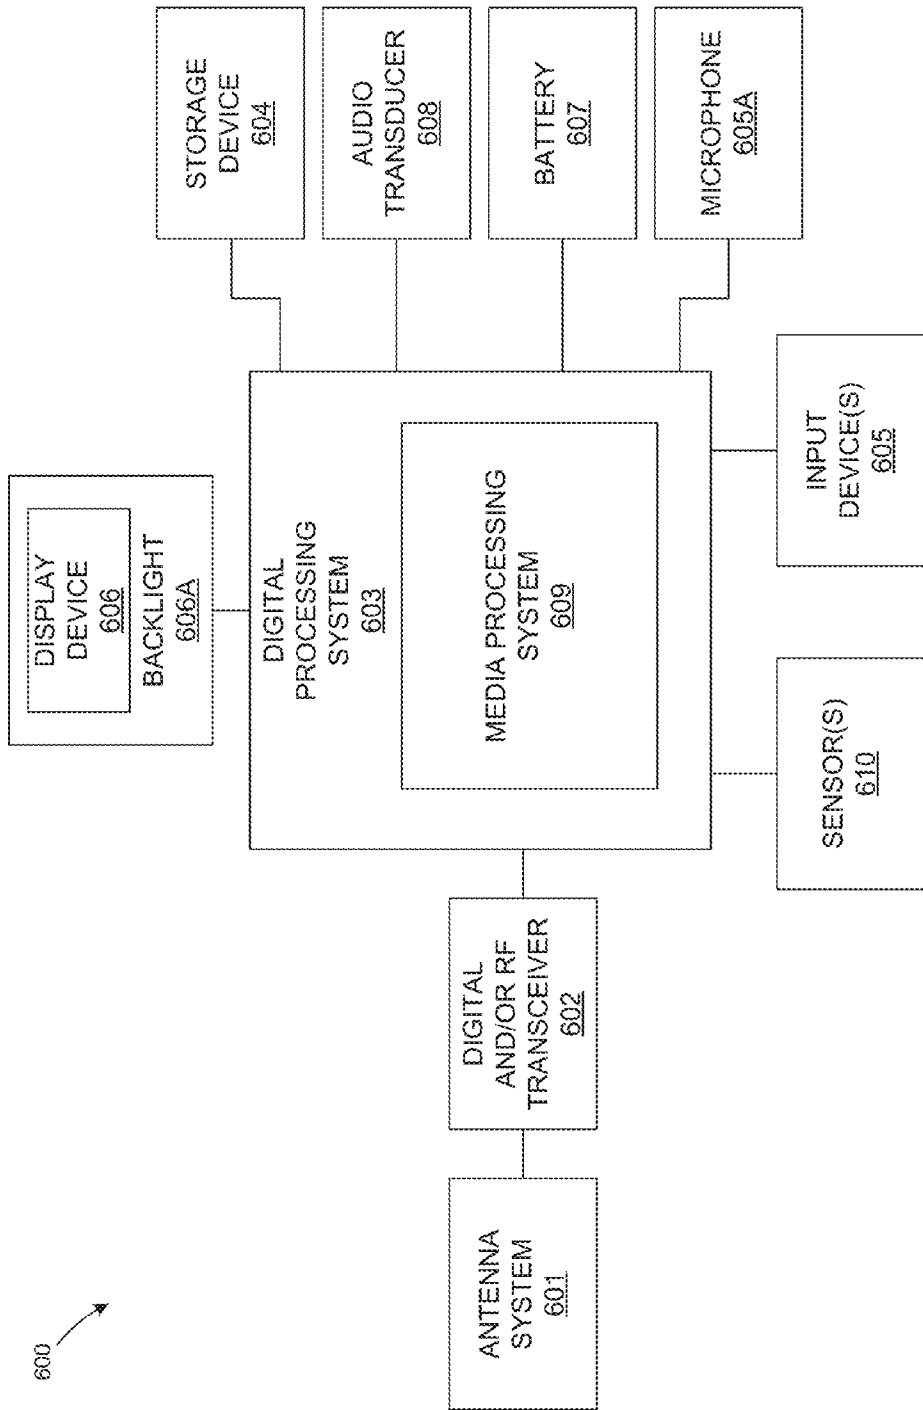 600
ANTENNA
SYSTEM
601
DIGITAL
AND/OR RF
TRANSCEIVER
602
DISPLAY
DEVICE
606
BACKLIGHT
606A
DIGITAL
PROCESSING
SYSTEM
603
MEDIA PROCESSING
SYSTEM
609
SENSOR(S)
610
INPUT
DEVICE(S)
605
STORAGE
DEVICE
604
AUDIO
TRANSDUCER
608
BATTERY
607
MICROPHONE
605A